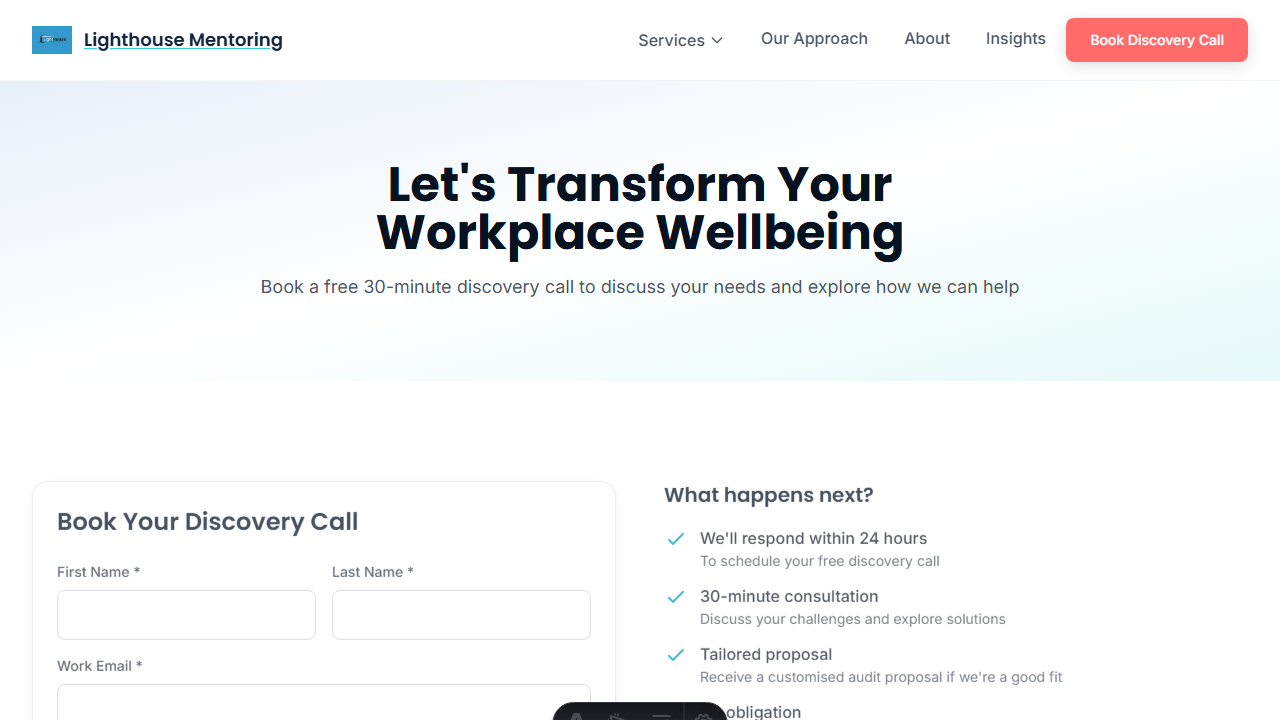 Lighthouse Mentoring
Services
Our Approach
About
Insights
Book Discovery Call
Let's Transform Your
Workplace Wellbeing
Book a free 30-minute discovery call to discuss your needs and explore how we can help
Book Your Discovery Call
First Name *
Last Name *
Work Email *
What happens next?
We'll respond within 24 hours
To schedule your free discovery call
30-minute consultation
Discuss your challenges and explore solutions
Tailored proposal
Receive a customised audit proposal if we're a good fit
obligation